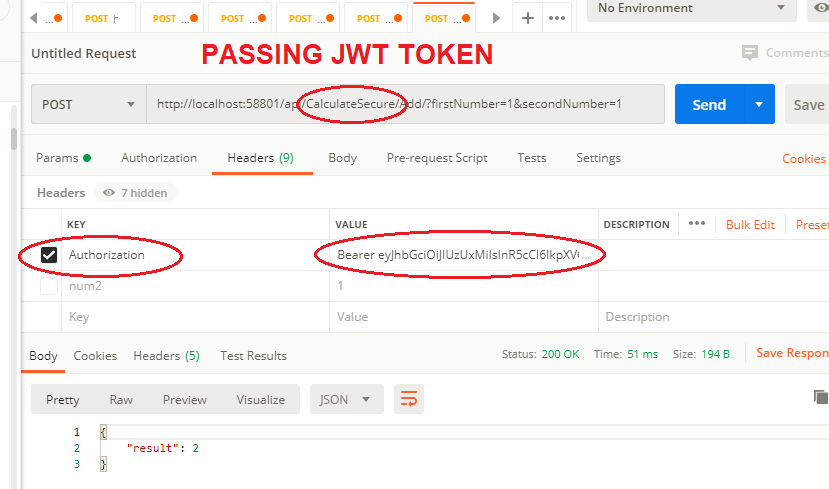 POST h POST ... POST ... POST ... POST ... POST ... No Environment
Untitled Request PASSING JWT TOKEN Comments
POST http://localhost:58801/api/CalculateSecure/Add/?firstNumber=1&secondNumber=1 Send Save
Params Authorization Headers (9) Body Pre-request Script Tests Settings Cookies
Headers 7 hidden
KEY VALUE DESCRIPTION ••• Bulk Edit Preset
Authorization Bearer eyJhbGciOiJIUzUxMiIsInR5cCI6IkpXV...
num2 1
Key Value Description
Body Cookies Headers (5) Test Results Status: 200 OK Time: 51 ms Size: 194 B Save Respon
Pretty Raw Preview Visualize JSON
1 {
2 "result": 2
3 }